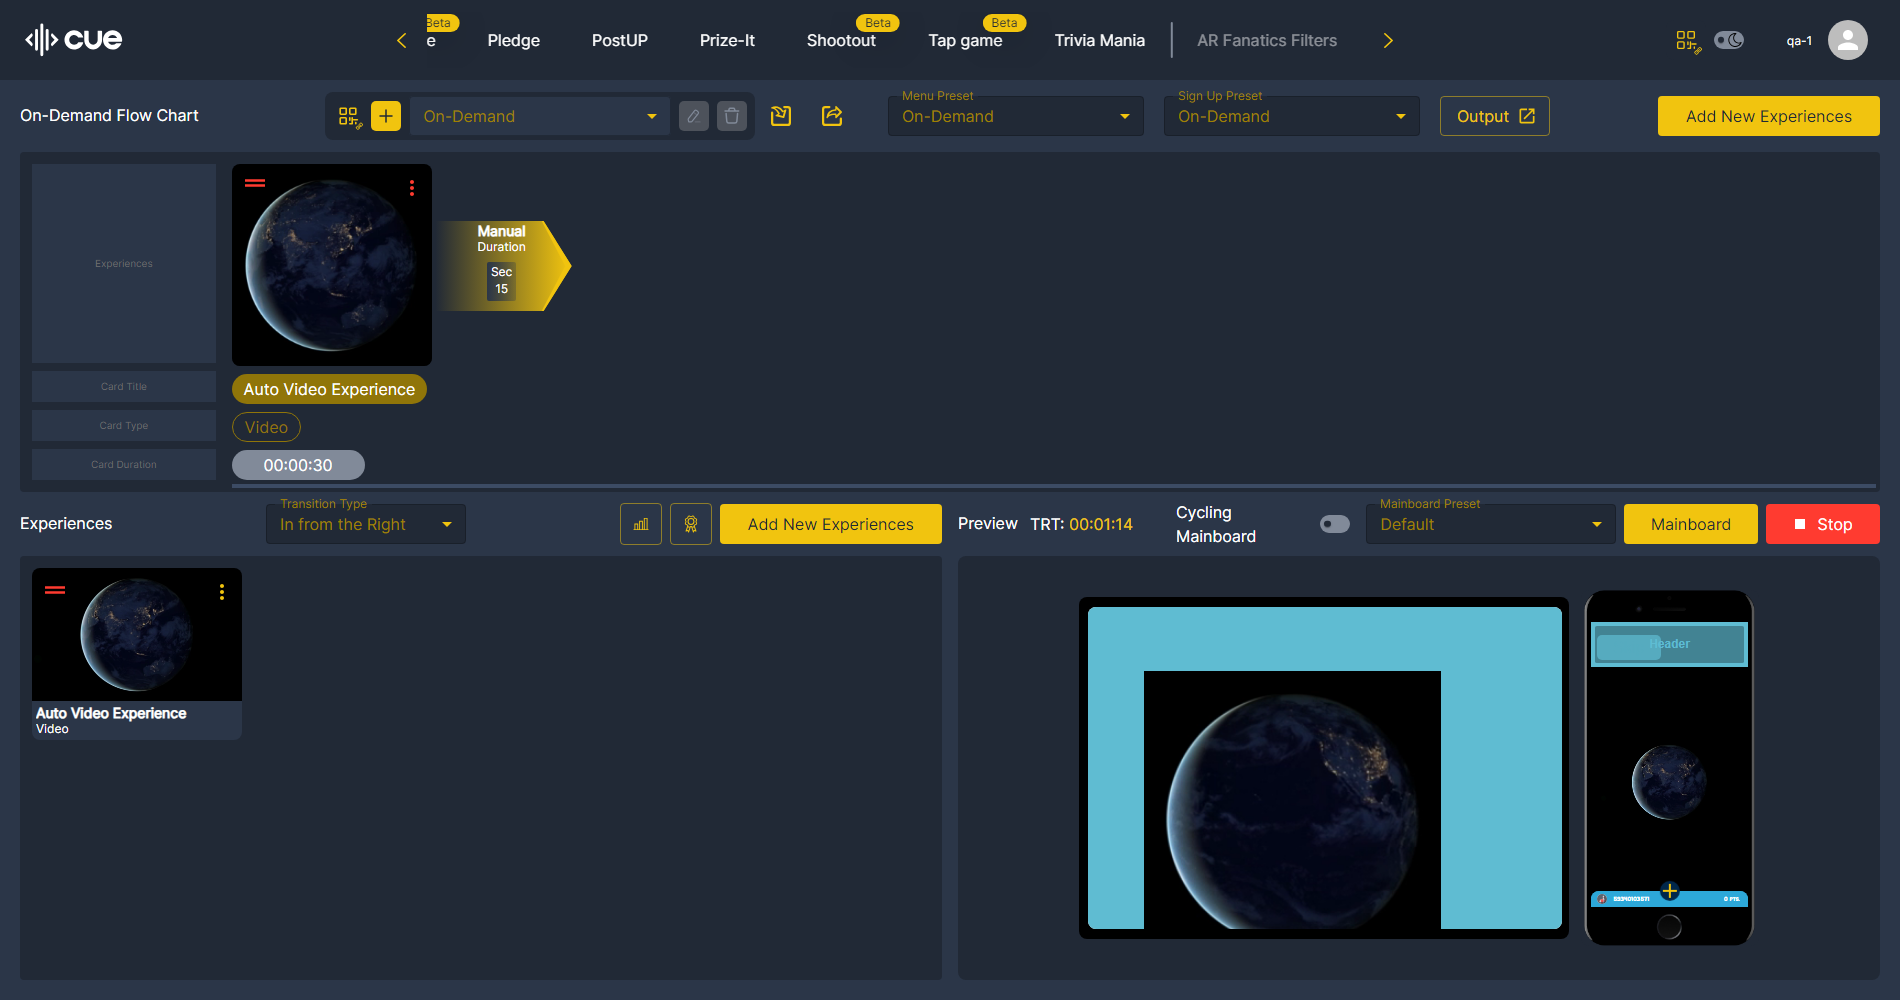 cue
e
Beta
Pledge
PostUP
Prize-It
Shootout
Beta
Tap game
Beta
Trivia Mania
AR Fanatics Filters
qa-1
On-Demand Flow Chart
On-Demand
Menu Preset
On-Demand
Sign Up Preset
On-Demand
Output
Add New Experiences
Experiences
Manual
Duration
Sec
15
Card Title
Auto Video Experience
Card Type
Video
Card Duration
00:00:30
Experiences
Transition Type
In from the Right
Add New Experiences
Preview
TRT: 00:01:14
Cycling
Mainboard
Mainboard Preset
Default
Mainboard
Stop
Auto Video Experience
Video
Header
0 PTS.